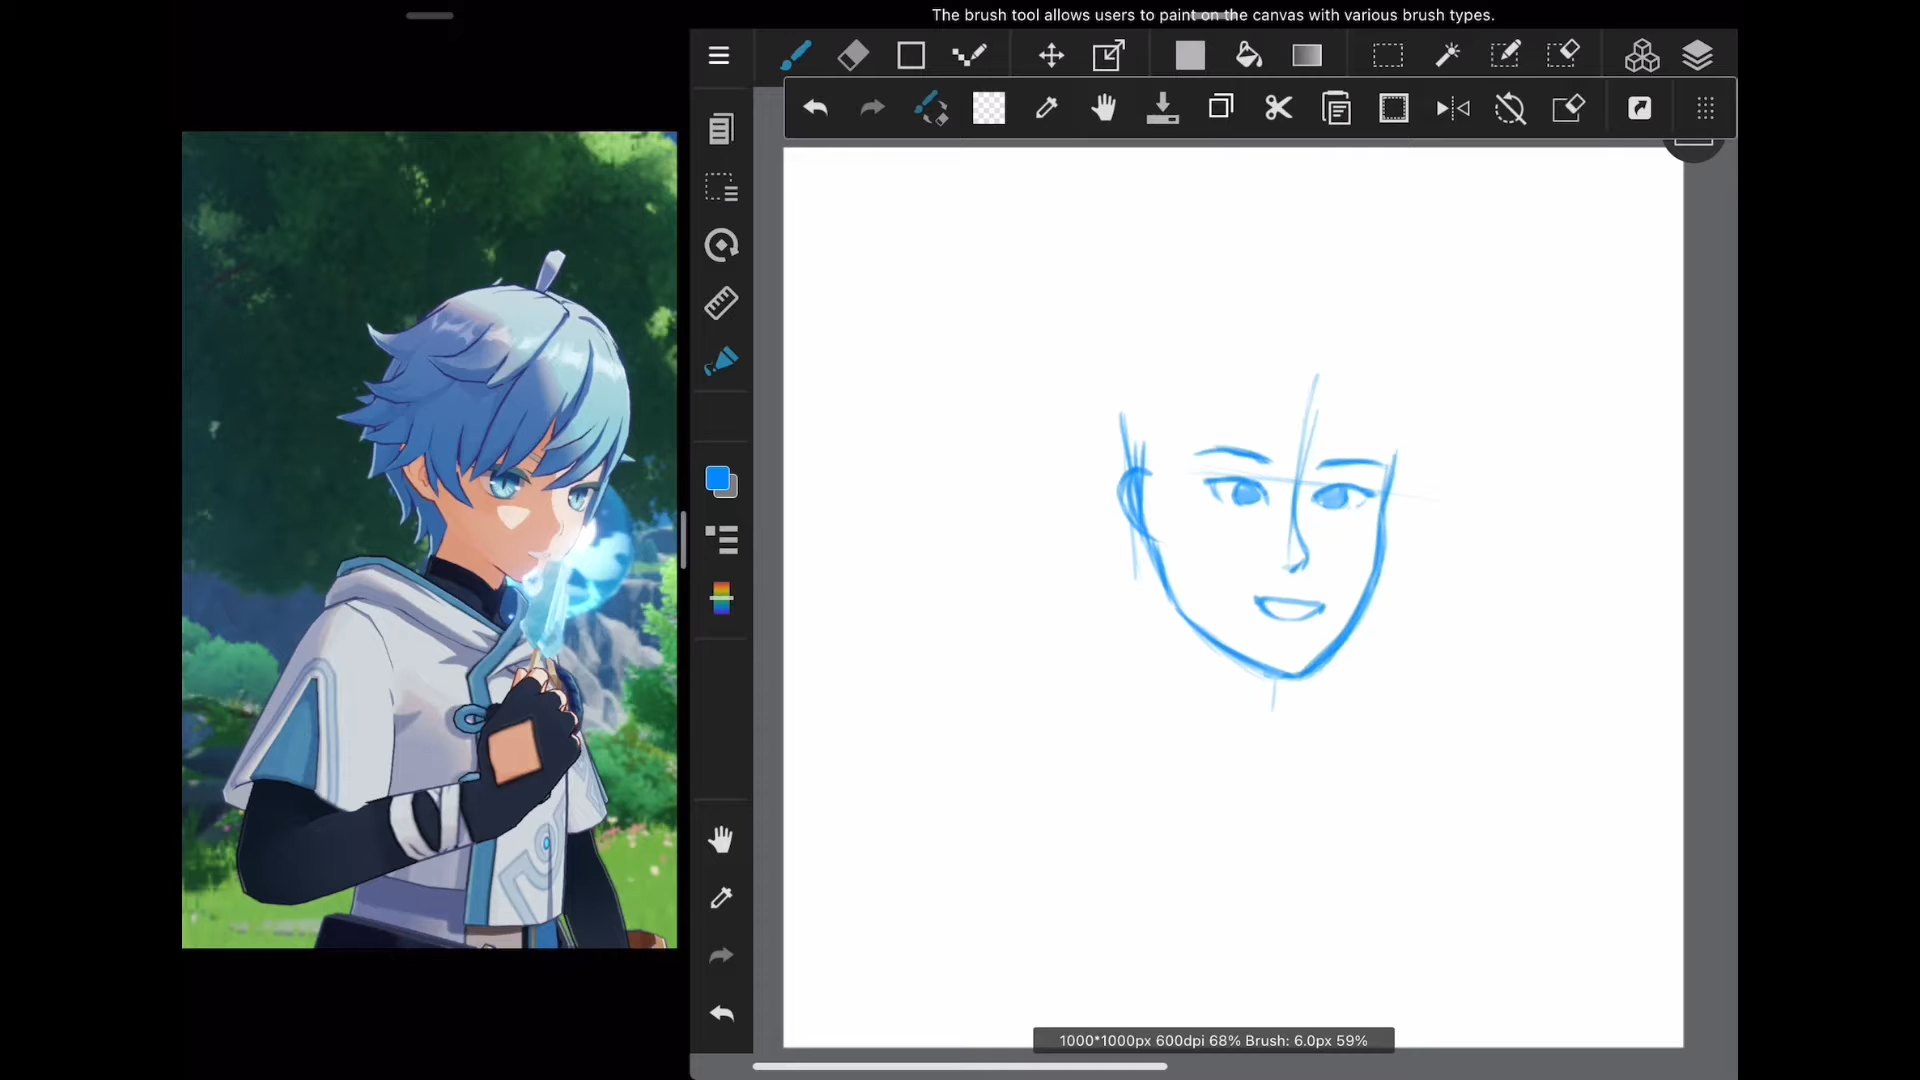 The brush tool allows users to paint on the canvas with various brush types.
1000*1000px 600dpi 68% Brush: 6.0px 59%